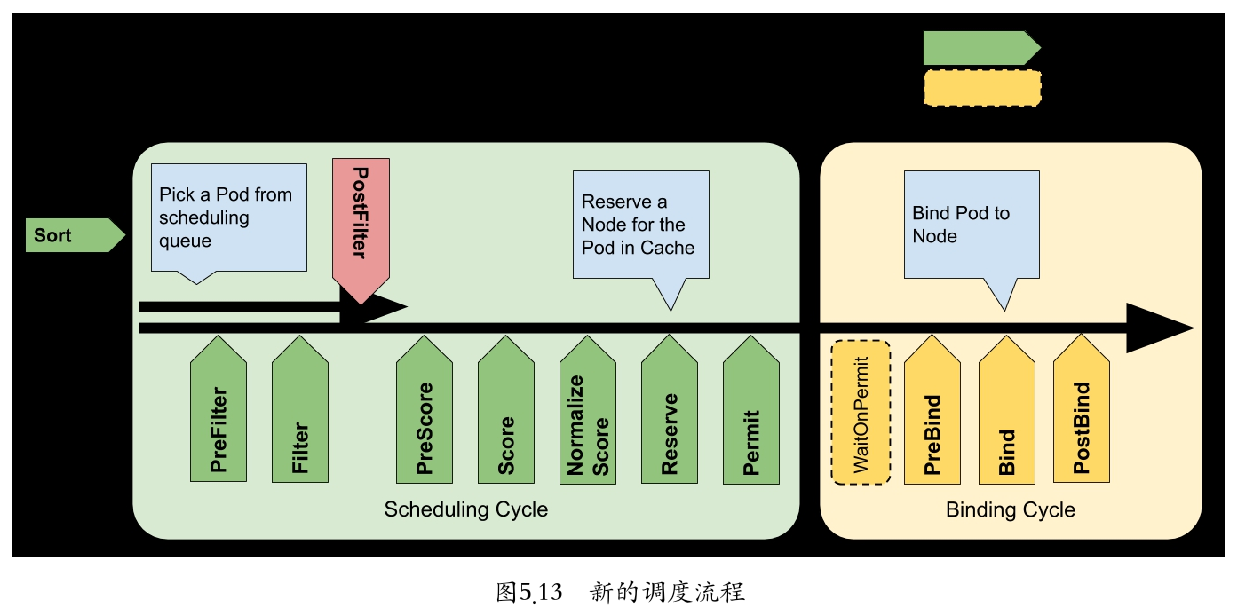 Sort
Pick a Pod from
scheduling
queue
PostFilter
Reserve a
Node for the
Pod in Cache
Bind Pod to
Node
PreFilter
Filter
PreScore
Score
Normalize
Score
Reserve
Permit
WaitOnPermit
PreBind
Bind
PostBind
Scheduling Cycle
Binding Cycle
图5.13 新的调度流程